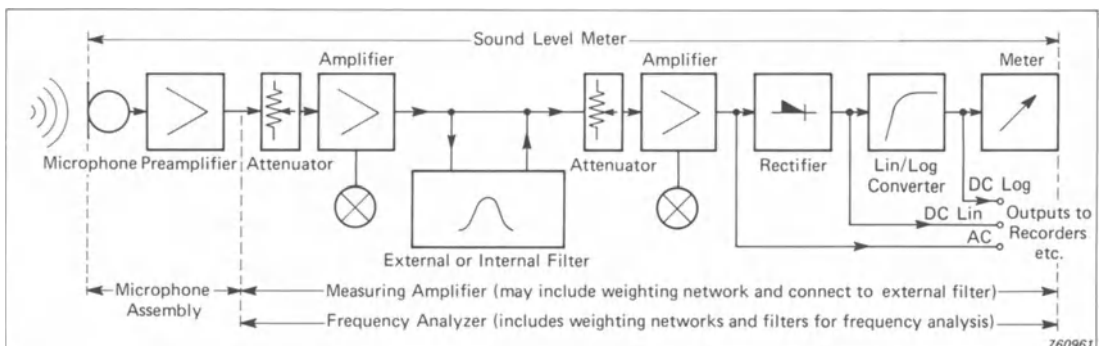 Sound Level Meter
Amplifier
Amplifier
Meter
Microphone
Preamplifier
Attenuator
Attenuator
Rectifier
Lin/Log
Converter
External or Internal Filter
DC Log
DC Lin
AC
Outputs to
Recorders
etc.
Microphone
Assembly
Measuring Amplifier (may include weighting network and connect to external filter)
Frequency Analyzer (includes weighting networks and filters for frequency analysis)
760961